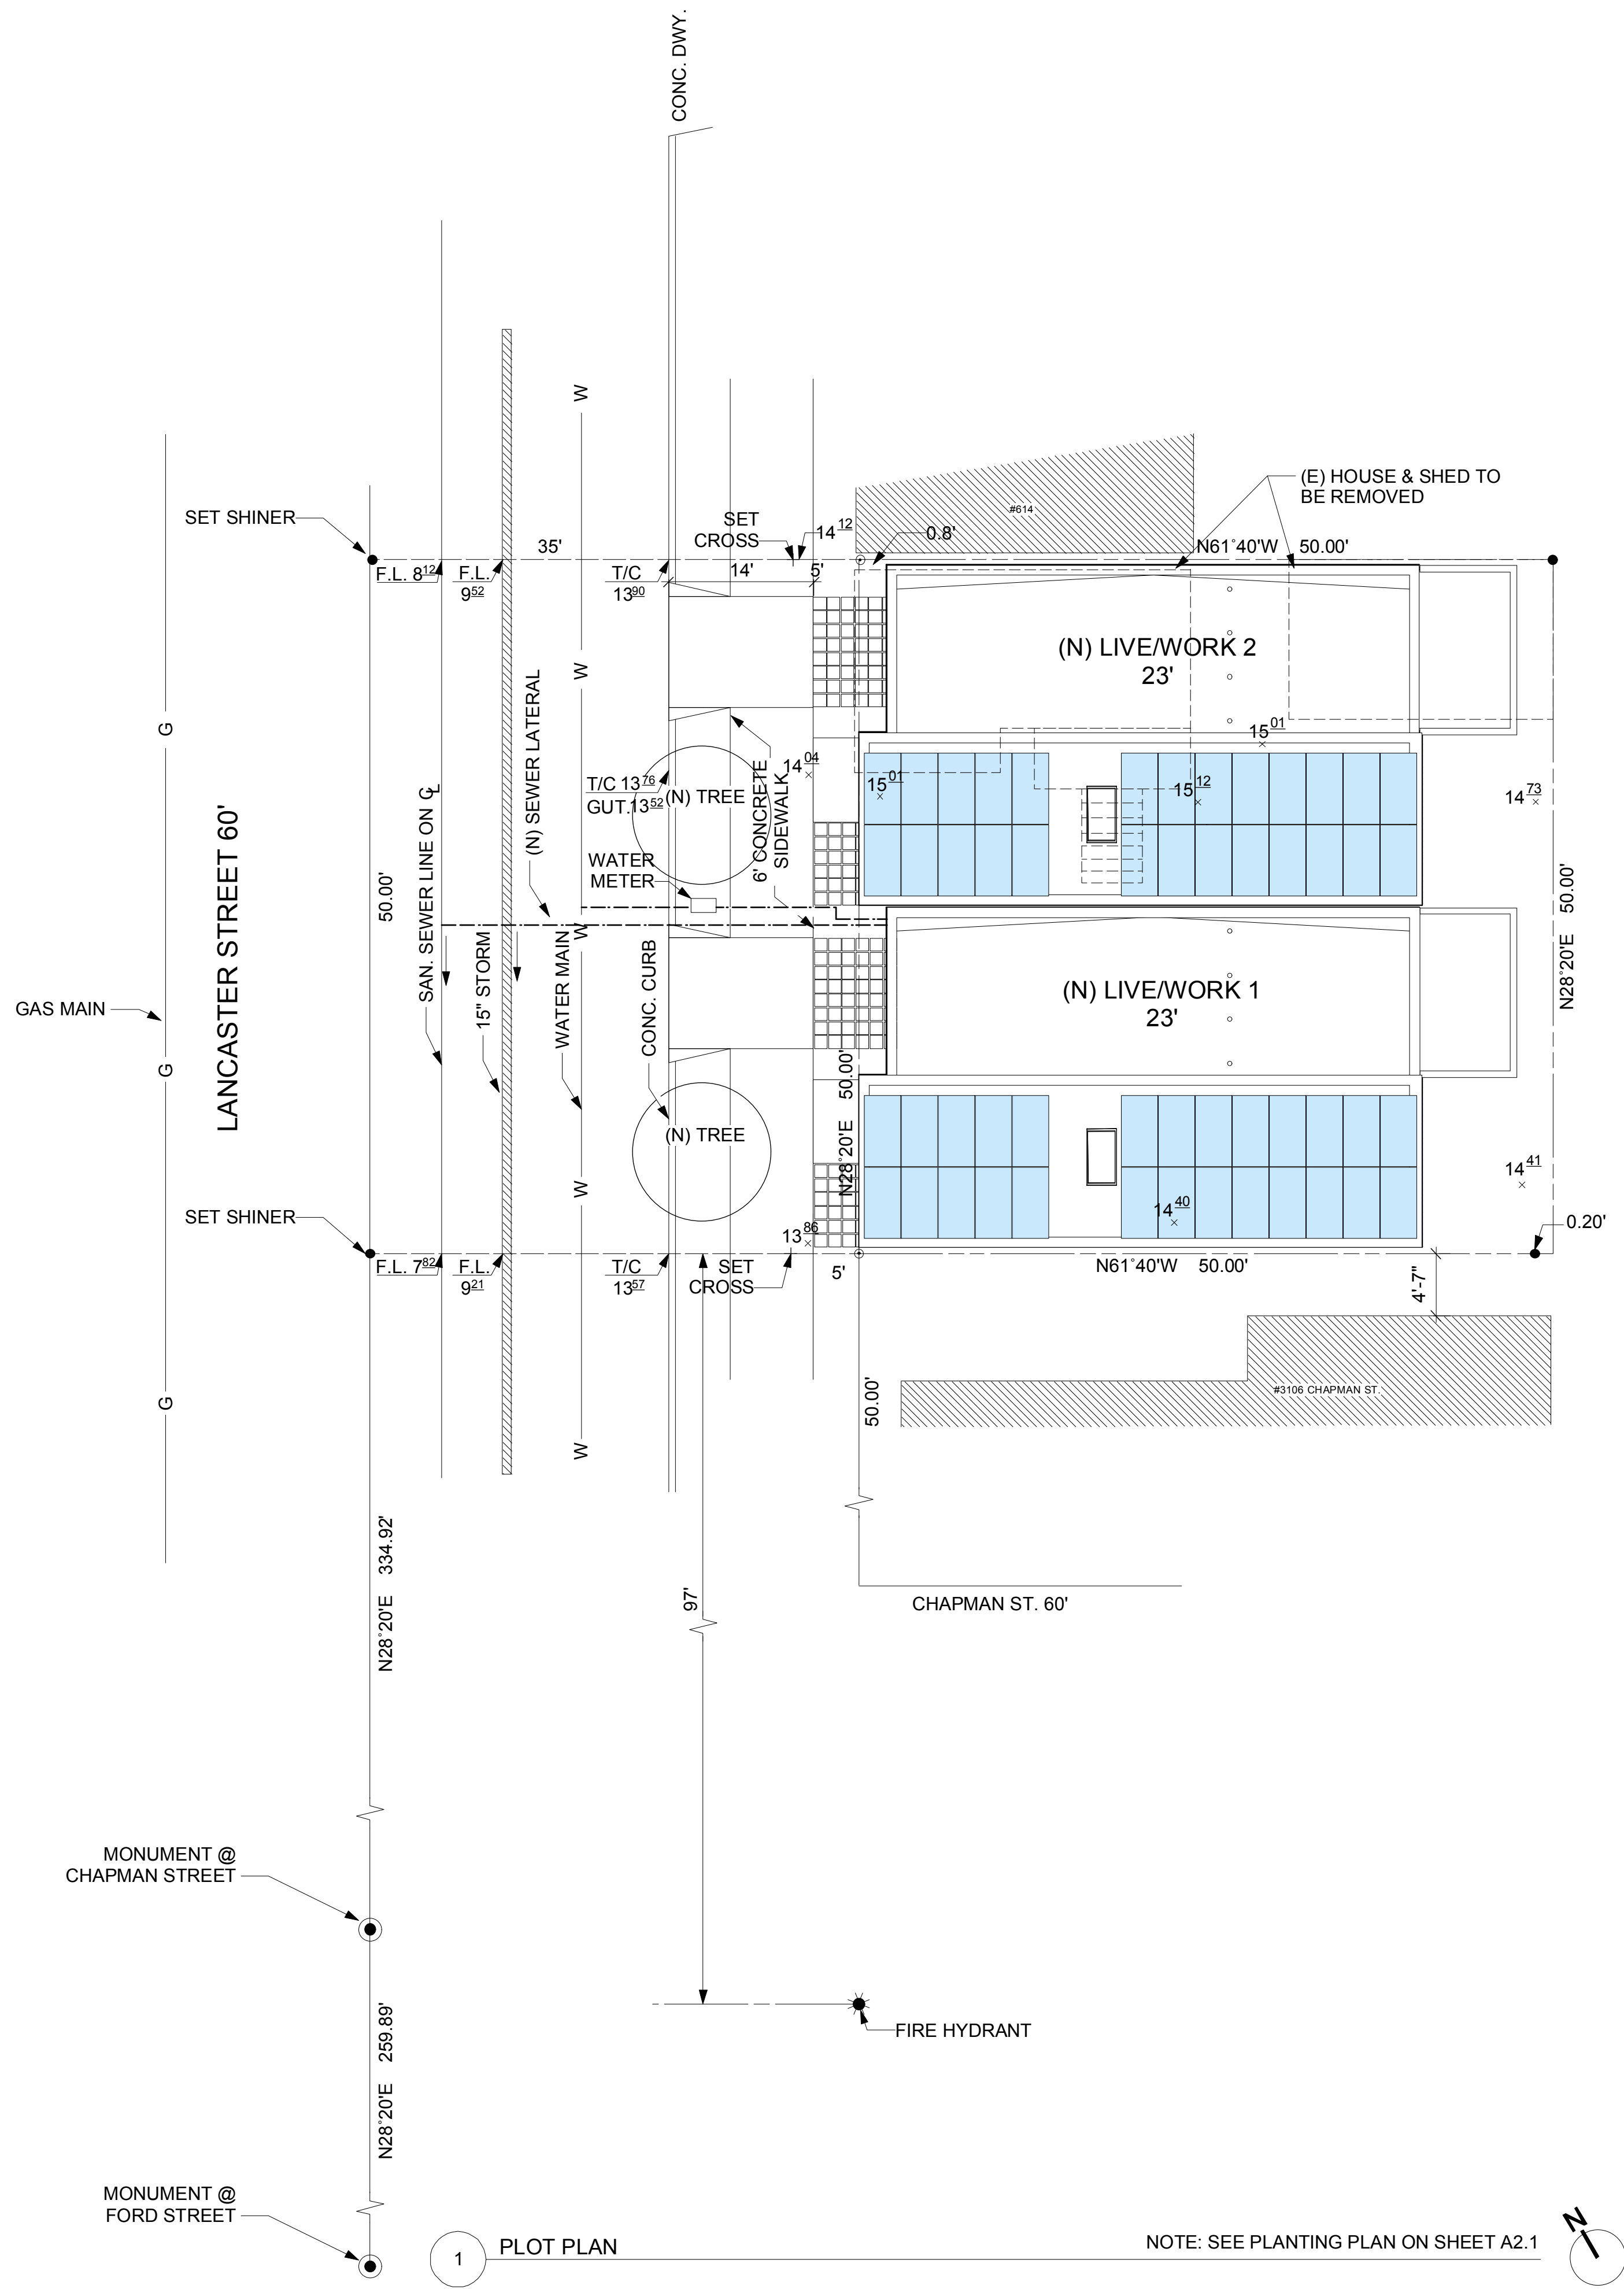 CONC. DWY.
W
(E) HOUSE & SHED TO
BE REMOVED
#614
SET SHINER
SET
CROSS
14 12
0.8'
35'
N61°40'W 50.00'
F.L. 8 12
F.L.
9 52
T/C
13 90
14'
5'
(N) LIVE/WORK 2
23'
W
G
(N) SEWER LATERAL
15 01
14 04
T/C 13 76
GUT. 13 52
(N) TREE
6' CONCRETE
SIDEWALK
15 01
15 12
14 73
LANCASTER STREET 60'
SAN. SEWER LINE ON CL
50.00'
WATER
METER
N28°20'E 50.00'
W
15" STORM
WATER MAIN
CONC. CURB
GAS MAIN
(N) LIVE/WORK 1
23'
G
N28°20'E 50.00'
(N) TREE
14 41
W
14 40
SET SHINER
13 86
0.20'
F.L. 7 82
F.L.
9 21
T/C
13 57
SET
CROSS
5'
N61°40'W 50.00'
4'-7"
#3106 CHAPMAN ST.
G
50.00'
W
N28°20'E 334.92'
97'
CHAPMAN ST. 60'
MONUMENT @
CHAPMAN STREET
FIRE HYDRANT
N28°20'E 259.89'
MONUMENT @
FORD STREET
1
PLOT PLAN
NOTE: SEE PLANTING PLAN ON SHEET A2.1
N